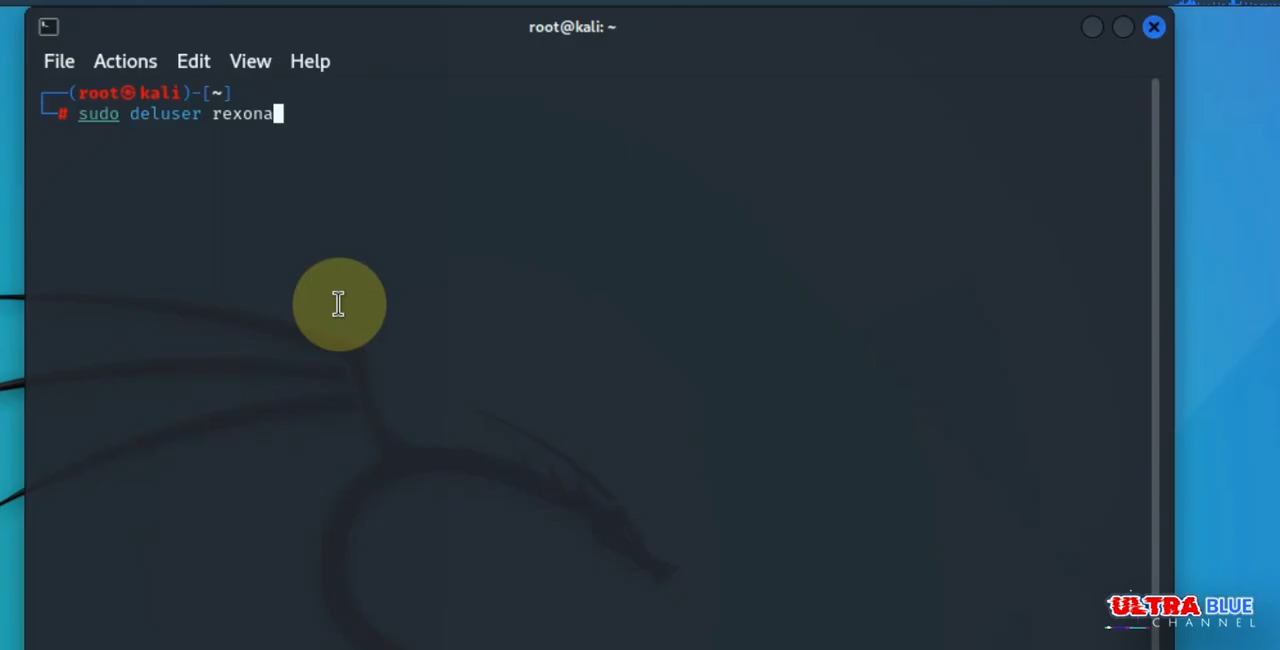 root@kali: ~
File Actions Edit View Help
(root㉿kali)-[~]
# sudo deluser rexona
ULTRA BLUE
CHANNEL